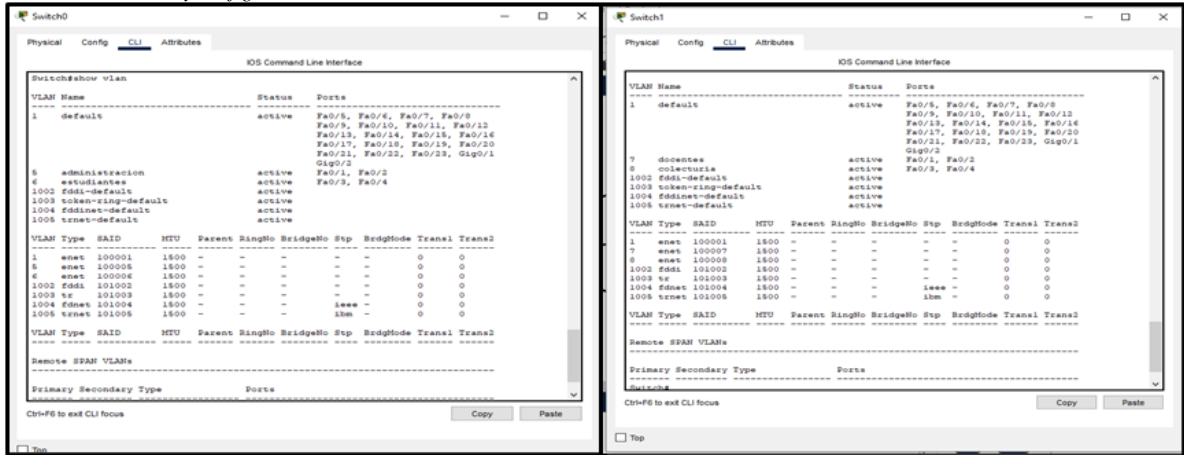 Switch0
Physical Config CLI Attributes
IOS Command Line Interface
Switch#show vlan
VLAN Name Status Ports
1 default active Fa0/5, Fa0/6, Fa0/7, Fa0/8
Fa0/9, Fa0/10, Fa0/11, Fa0/12
Fa0/13, Fa0/14, Fa0/15, Fa0/16
Fa0/17, Fa0/18, Fa0/19, Fa0/20
Fa0/21, Fa0/22, Fa0/23, Gig0/1
Gig0/2
5 administracion active Fa0/1, Fa0/2
6 estudiantes active Fa0/3, Fa0/4
1002 fddi-default active
1003 token-ring-default active
1004 fddinet-default active
1005 trnet-default active
VLAN Type SAID MTU Parent RingNo BridgeNo Stp BrdgMode Trans1 Trans2
1 enet 100001 1500 - - - - - 0 0
5 enet 100005 1500 - - - - - 0 0
6 enet 100006 1500 - - - - - 0 0
1002 fddi 101002 1500 - - - - - 0 0
1003 tr 101003 1500 - - - - - 0 0
1004 fdnet 101004 1500 - - - ieee - 0 0
1005 trnet 101005 1500 - - - ibm - 0 0
VLAN Type SAID MTU Parent RingNo BridgeNo Stp BrdgMode Trans1 Trans2
Remote SPAN VLANs
Primary Secondary Type Ports
Ctrl+F6 to exit CLI focus
Copy Paste
Top
Switch1
Physical Config CLI Attributes
IOS Command Line Interface
VLAN Name Status Ports
1 default active Fa0/5, Fa0/6, Fa0/7, Fa0/8
Fa0/9, Fa0/10, Fa0/11, Fa0/12
Fa0/13, Fa0/14, Fa0/15, Fa0/16
Fa0/17, Fa0/18, Fa0/19, Fa0/20
Fa0/21, Fa0/22, Fa0/23, Gig0/1
Gig0/2
7 docentes active Fa0/1, Fa0/2
8 colecturia active Fa0/3, Fa0/4
1002 fddi-default active
1003 token-ring-default active
1004 fddinet-default active
1005 trnet-default active
VLAN Type SAID MTU Parent RingNo BridgeNo Stp BrdgMode Trans1 Trans2
1 enet 100001 1500 - - - - - 0 0
7 enet 100007 1500 - - - - - 0 0
8 enet 100008 1500 - - - - - 0 0
1002 fddi 101002 1500 - - - - - 0 0
1003 tr 101003 1500 - - - - - 0 0
1004 fdnet 101004 1500 - - - ieee - 0 0
1005 trnet 101005 1500 - - - ibm - 0 0
VLAN Type SAID MTU Parent RingNo BridgeNo Stp BrdgMode Trans1 Trans2
Remote SPAN VLANs
Primary Secondary Type Ports
Switch#
Ctrl+F6 to exit CLI focus
Copy Paste
Top